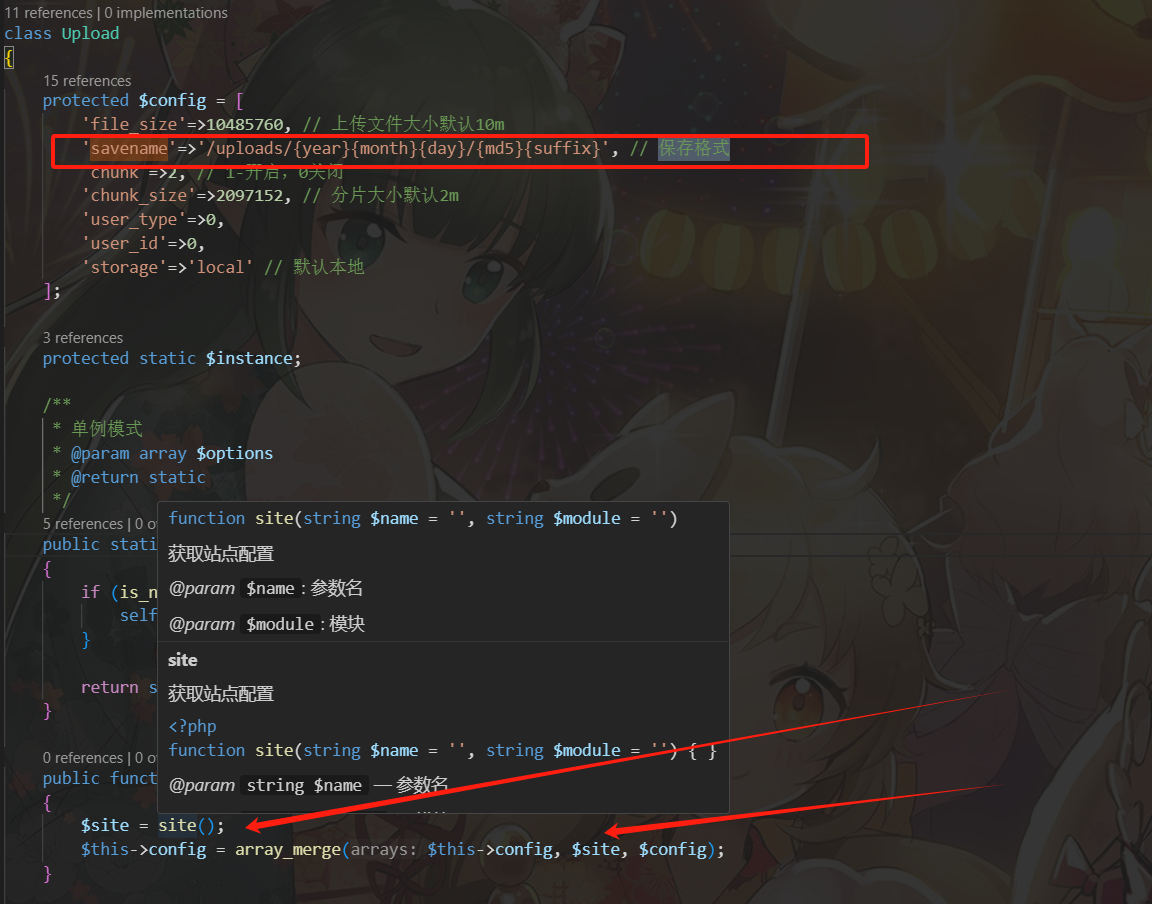 11 references | 0 implementations
class Upload
{
15 references
protected $config = [
'file_size'=>10485760, // 上传文件大小默认10m
'savename'=>'/uploads/{year}{month}{day}/{md5}{suffix}', // 保存格式
'chunk'=>2, // 1-开启，0关闭
'chunk_size'=>2097152, // 分片大小默认2m
'user_type'=>0,
'user_id'=>0,
'storage'=>'local' // 默认本地
];
3 references
protected static $instance;
/**
* 单例模式
* @param array $options
* @return static
*/
5 references | 0 o
public stati
{
if (is_n
self
}
return s
}
0 references | 0 o
public funct
{
$site = site();
$this->config = array_merge(arrays: $this->config, $site, $config);
}
function site(string $name = '', string $module = '')
获取站点配置
@param $name : 参数名
@param $module : 模块
site
获取站点配置
<?php
function site(string $name = '', string $module = '') { }
@param string $name — 参数名